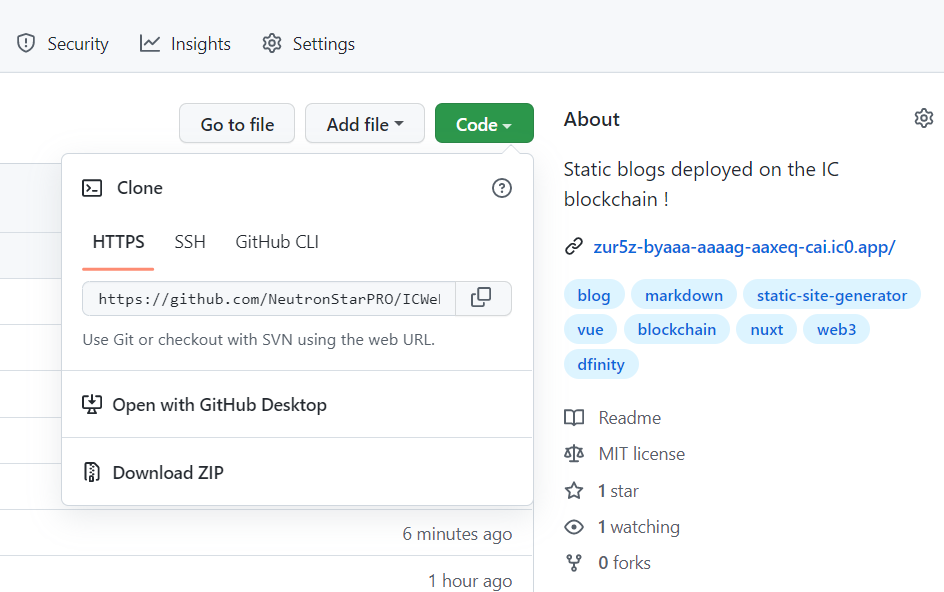 Security Insights Settings
Go to file Add file Code
Clone
HTTPS SSH GitHub CLI
https://github.com/NeutronStarPRO/ICWel
Use Git or checkout with SVN using the web URL.
Open with GitHub Desktop
Download ZIP
6 minutes ago
1 hour ago
About
Static blogs deployed on the IC
blockchain !
zur5z-byaaa-aaaag-aaxeq-cai.ic0.app/
blog markdown static-site-generator
vue blockchain nuxt web3
dfinity
Readme
MIT license
1 star
1 watching
0 forks